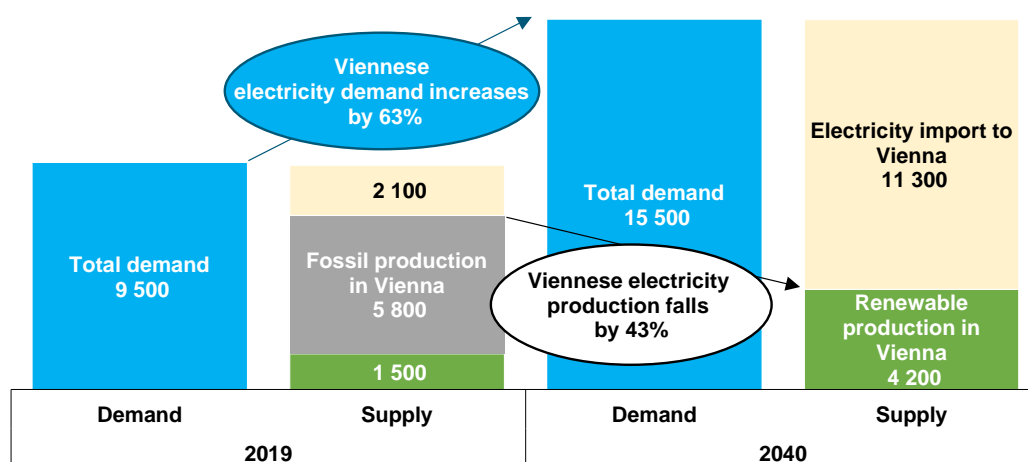 Viennese
electricity demand increases
by 63%
Total demand
9 500
2 100
Fossil production
in Vienna
5 800
1 500
Total demand
15 500
Viennese electricity
production falls
by 43%
Electricity import to
Vienna
11 300
Renewable
production in
Vienna
4 200
Demand
Supply
Demand
Supply
2019
2040